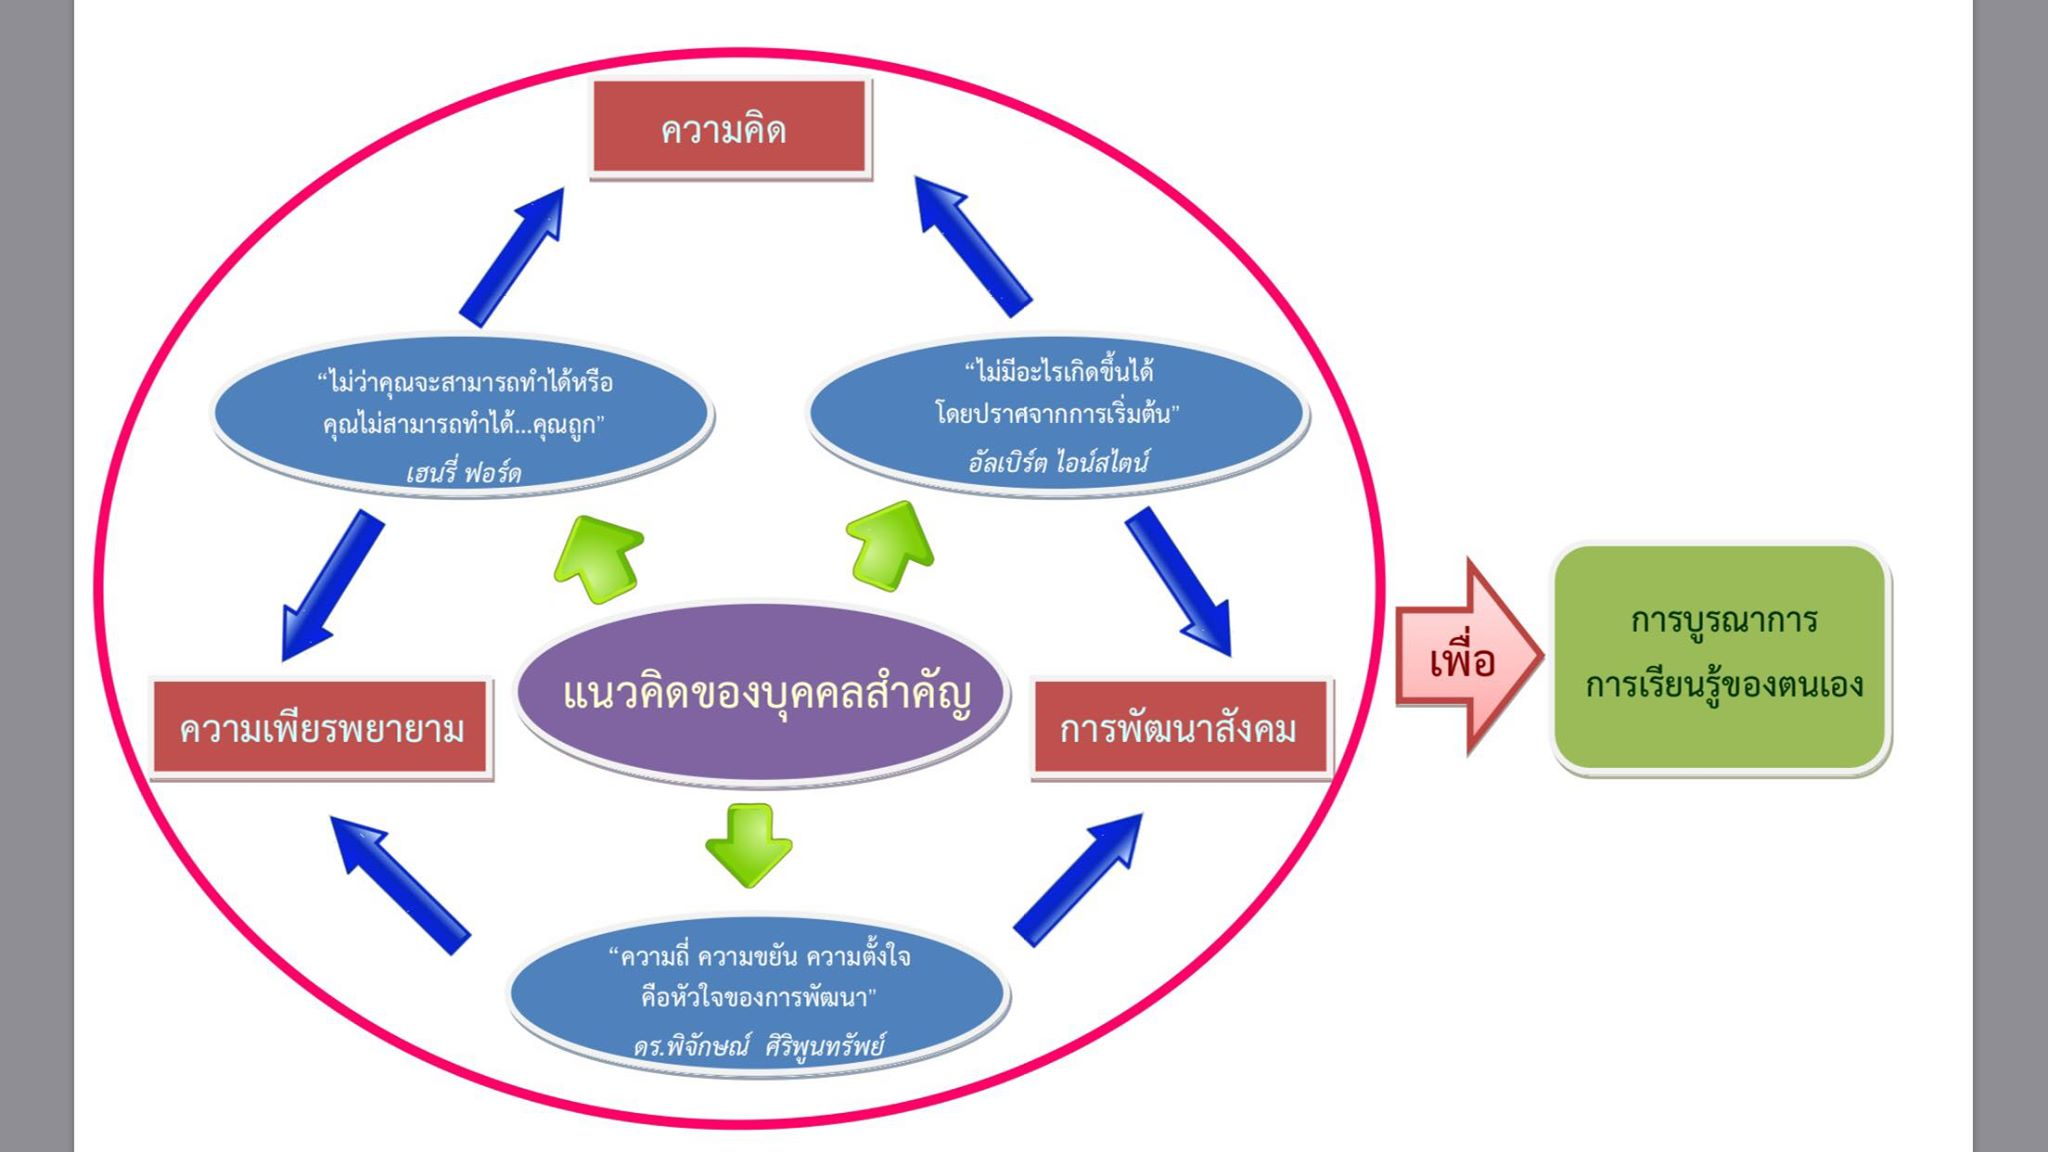 ความคิด
“ไม่ว่าคุณจะสามารถทำได้หรือ
คุณไม่สามารถทำได้...คุณถูก”
เฮนรี่ ฟอร์ด
“ไม่มีอะไรเกิดขึ้นได้
โดยปราศจากการเริ่มต้น”
อัลเบิร์ต ไอน์สไตน์
แนวคิดของบุคคลสำคัญ
ความเพียรพยายาม
การพัฒนาสังคม
เพื่อ
การบูรณาการ
การเรียนรู้ของตนเอง
“ความถี่ ความขยัน ความตั้งใจ
คือหัวใจของการพัฒนา”
ดร.พิจักษณ์ ศิริพูนทรัพย์